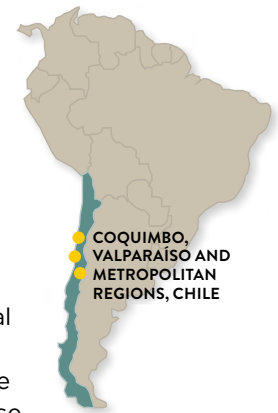 COQUIMBO,
VALPARAÍSO AND
METROPOLITAN
REGIONS, CHILE